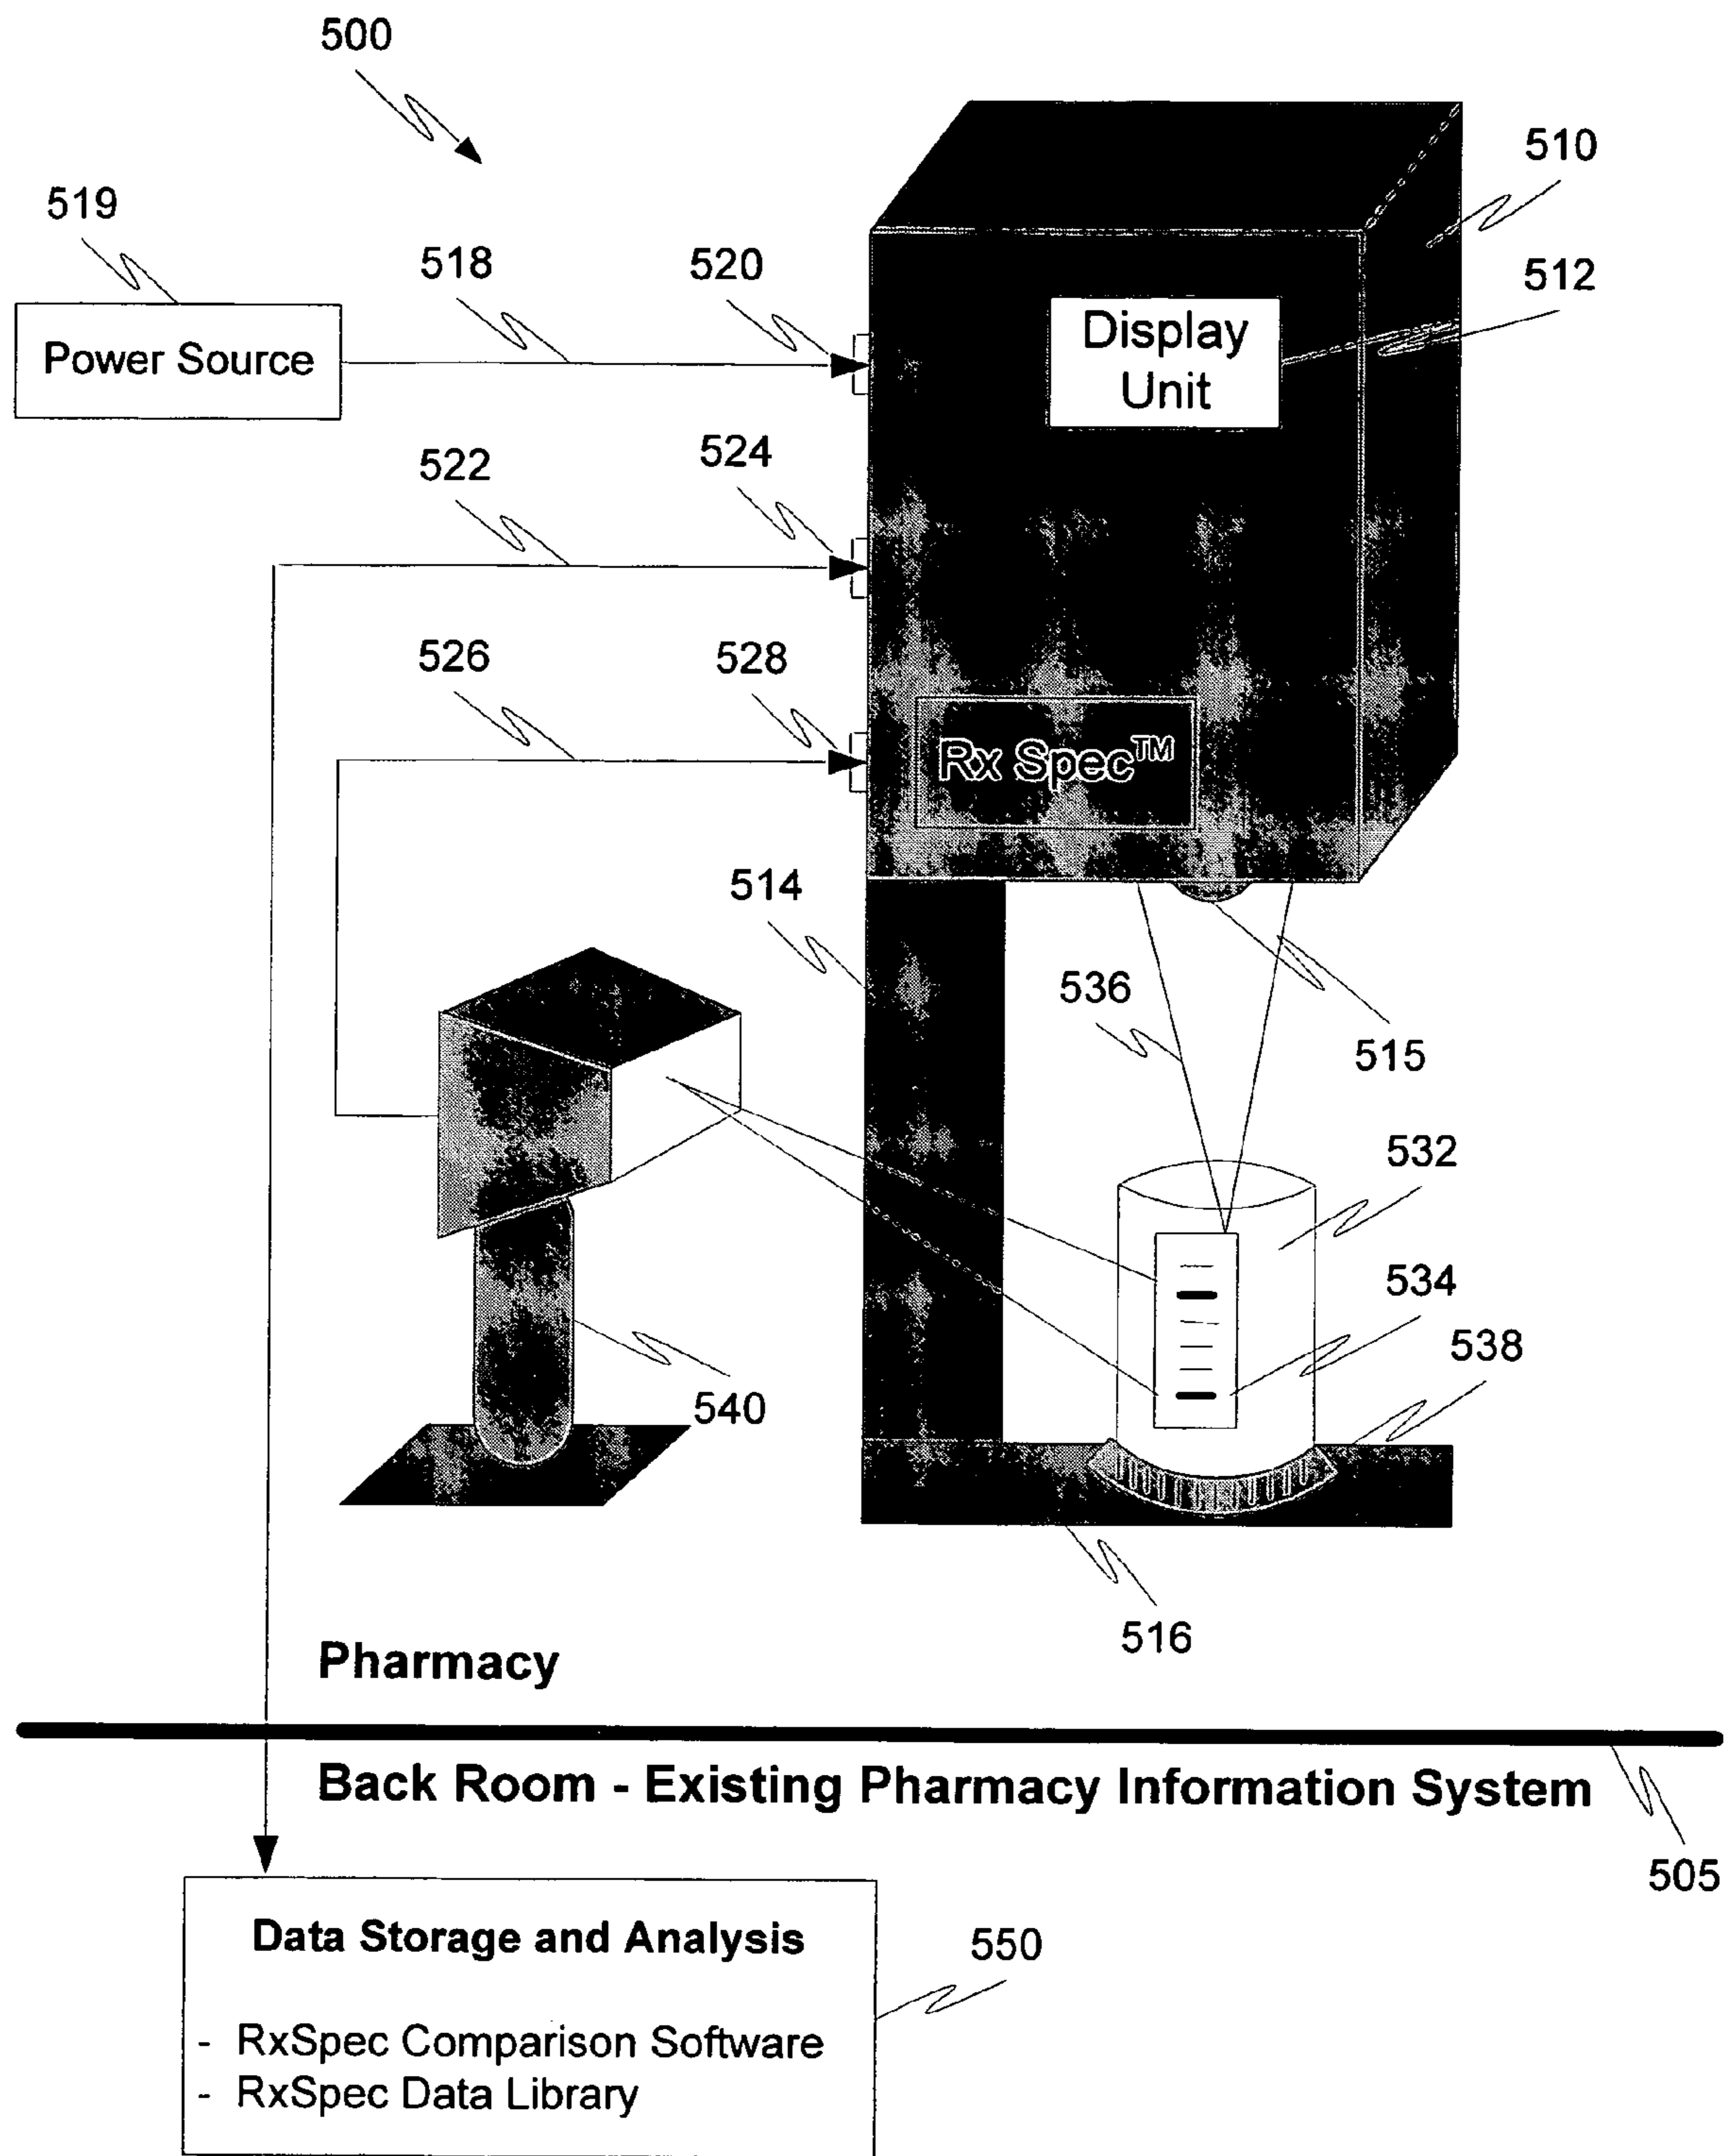 500
510
519
518
520
512
Power Source
Display
Unit
522
524
526
528
Rx Spec™
514
536
515
532
534
538
540
516
Pharmacy
Back Room - Existing Pharmacy Information System
505
Data Storage and Analysis
550
- RxSpec Comparison Software
- RxSpec Data Library